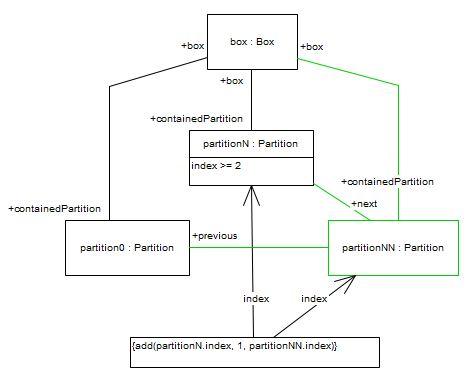 box : Box
+box
+box
+box
+containedPartition
partitionN : Partition
index >= 2
+containedPartition
+containedPartition
+next
partition0 : Partition
+previous
partitionNN : Partition
index
index
{add(partitionN.index, 1, partitionNN.index)}